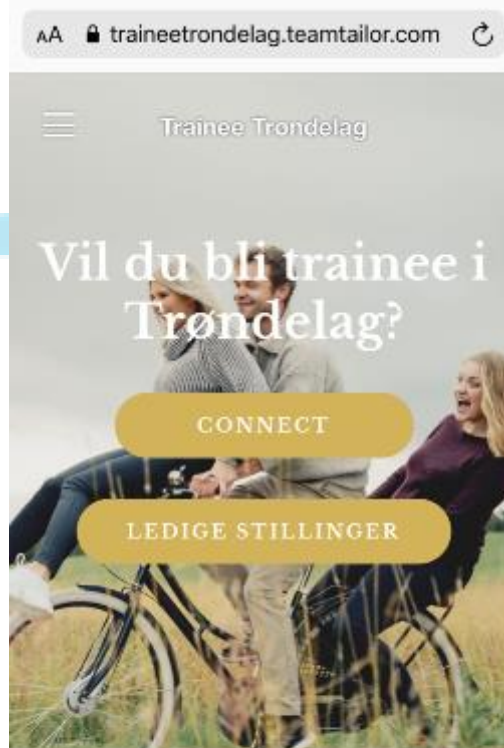 AA traineetrondelag.teamtailor.com
Trainee Trøndelag
Vil du bli trainee i
Trøndelag?
CONNECT
LEDIGE STILLINGER